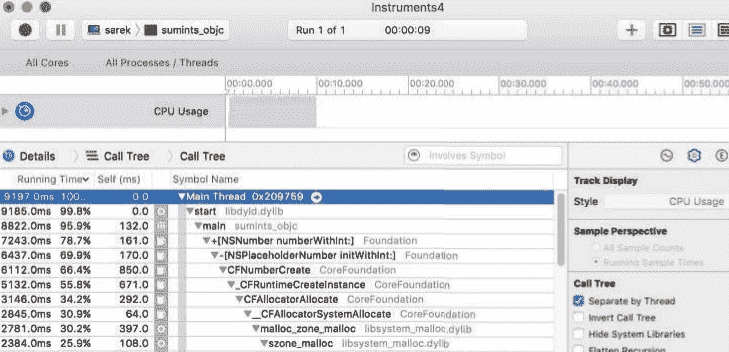 Instruments4
sarek sumints_objc Run 1 of 1 00:00:09
All Cores All Processes / Threads
00:00.000 00:10.000 00:20.000 00:30.000 00:40.000 00:50.000
CPU Usage
Details Call Tree Call Tree Involves Symbol E
Running Time Self (ms) Symbol Name
9197.0ms 100.. 0.0 Main Thread 0x209769
9185.0ms 99.8% 0.0 start libdyld.dylib
8822.0ms 95.9% 132.0 main sumints_objc
7243.0ms 78.7% 161.0 +[NSNumber numberWithInt:] Foundation
6437.0ms 69.9% 170.0 -[NSPlaceholderNumber initWithInt:] Foundation
6112.0ms 66.4% 850.0 CFNumberCreate CoreFoundation
5132.0ms 55.8% 671.0 _CFRuntimeCreateInstance CoreFoundation
3146.0ms 34.2% 292.0 CFAllocatorAllocate CoreFoundation
2845.0ms 30.9% 64.0 __CFAllocatorSystemAllocate CoreFoundation
2781.0ms 30.2% 397.0 malloc_zone_malloc libsystem_malloc.dylib
2384.0ms 25.9% 108.0 szone_malloc libsystem_malloc.dylib
Track Display
Style CPU Usage
Sample Perspective
All Sample Counts
Running Sample Times
Call Tree
Separate by Thread
Invert Call Tree
Hide System Libraries
Flatten Recursion